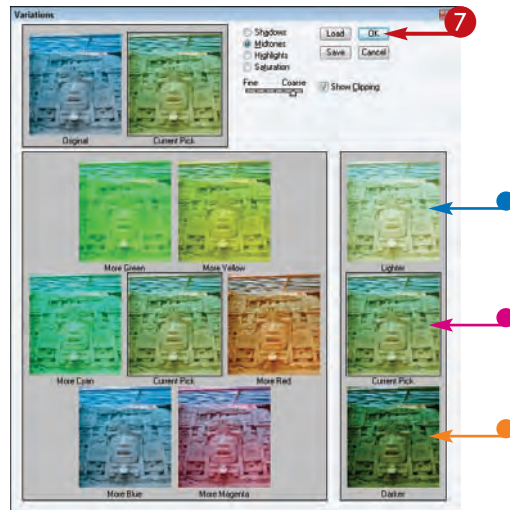 Variations
Shadows
Midtones
Highlights
Saturation
Fine Coarse
Load OK
Save Cancel
Show Clipping
7
Original Current Pick
More Green More Yellow
Lighter
More Cyan Current Pick More Red
Current Pick
More Blue More Magenta
Darker